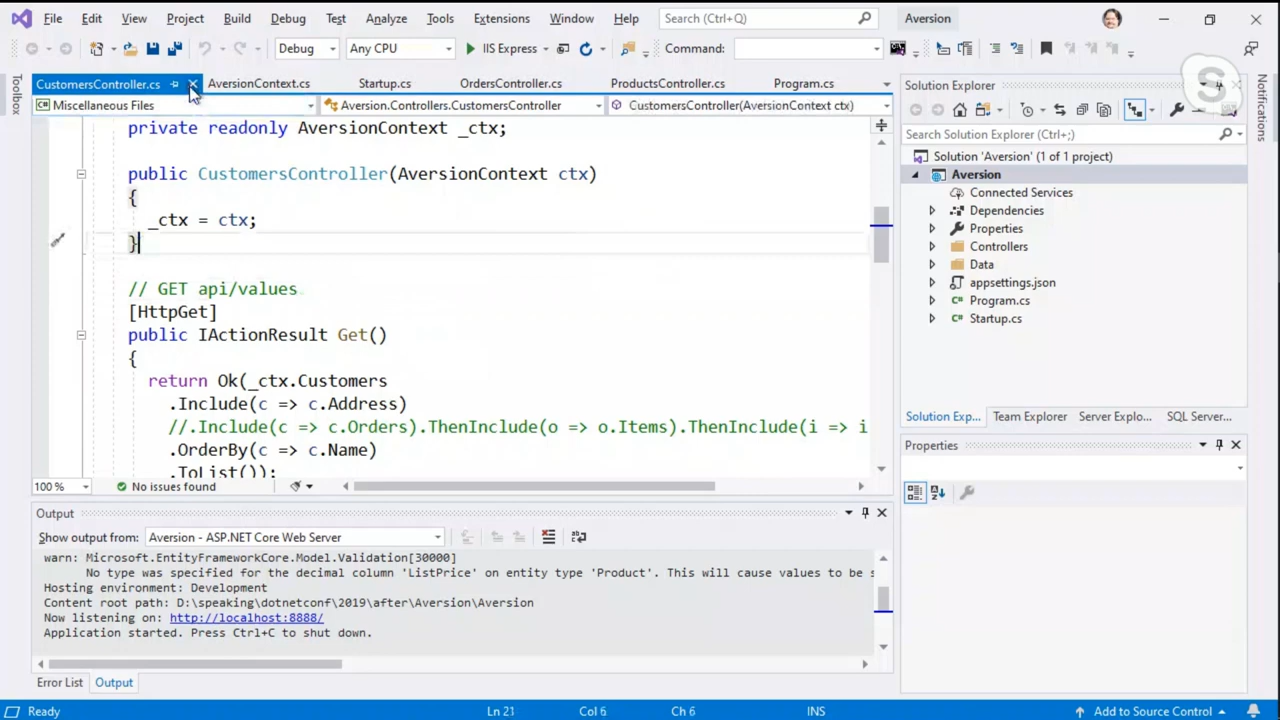 File Edit View Project Build Debug Test Analyze Tools Extensions Window Help Search (Ctrl+Q) Aversion
Debug Any CPU IIS Express Command:
CustomersController.cs AversionContext.cs Startup.cs OrdersController.cs ProductsController.cs Program.cs
Miscellaneous Files Aversion.Controllers.CustomersController CustomersController(AversionContext ctx)
Toolbox
private readonly AversionContext _ctx;
public CustomersController(AversionContext ctx)
{
_ctx = ctx;
}
// GET api/values
[HttpGet]
public IActionResult Get()
{
return Ok(_ctx.Customers
.Include(c => c.Address)
//.Include(c => c.Orders).ThenInclude(o => o.Items).ThenInclude(i => i
.OrderBy(c => c.Name)
.ToList());
100 % No issues found
Output
Show output from: Aversion - ASP.NET Core Web Server
warn: Microsoft.EntityFrameworkCore.Model.Validation[30000]
No type was specified for the decimal column 'ListPrice' on entity type 'Product'. This will cause values to be s
Hosting environment: Development
Content root path: D:\speaking\dotnetconf\2019\after\Aversion\Aversion
Now listening on: http://localhost:8888/
Application started. Press Ctrl+C to shut down.
Error List Output
Solution Explorer
Search Solution Explorer (Ctrl+;)
Solution 'Aversion' (1 of 1 project)
Aversion
Connected Services
Dependencies
Properties
Controllers
Data
appsettings.json
C# Program.cs
C# Startup.cs
Solution Exp... Team Explorer Server Explo... SQL Server...
Properties
Notifications
Ready Ln 21 Col 6 Ch 6 INS Add to Source Control